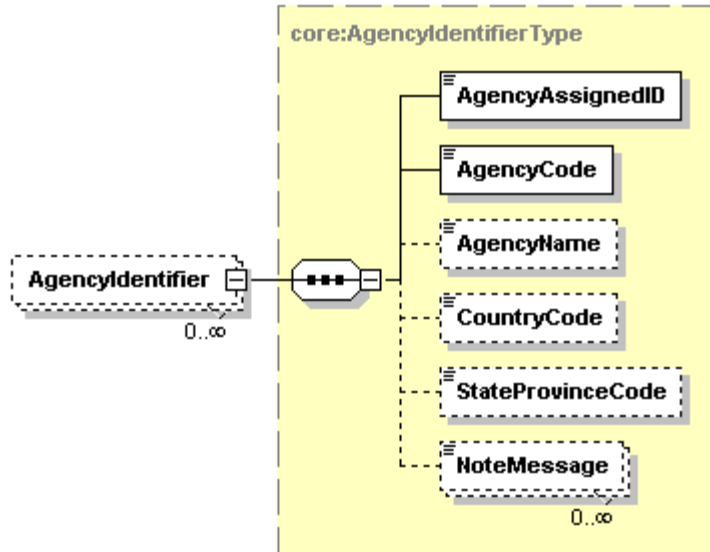 core:AgencyIdentifierType
AgencyAssignedID
AgencyCode
AgencyName
AgencyIdentifier
0..∞
CountryCode
StateProvinceCode
NoteMessage
0..∞